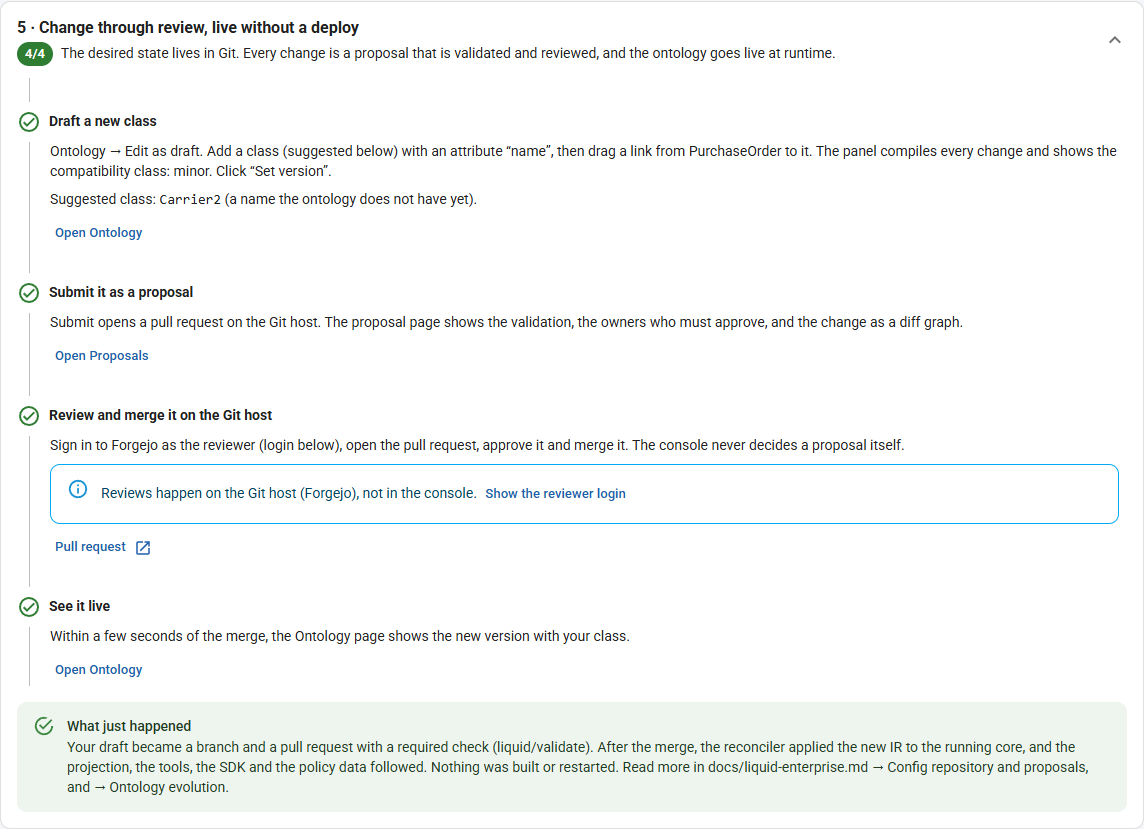 5 · Change through review, live without a deploy
4/4 The desired state lives in Git. Every change is a proposal that is validated and reviewed, and the ontology goes live at runtime.
Draft a new class
Ontology → Edit as draft. Add a class (suggested below) with an attribute “name”, then drag a link from PurchaseOrder to it. The panel compiles every change and shows the
compatibility class: minor. Click “Set version”.
Suggested class: Carrier2 (a name the ontology does not have yet).
Open Ontology
Submit it as a proposal
Submit opens a pull request on the Git host. The proposal page shows the validation, the owners who must approve, and the change as a diff graph.
Open Proposals
Review and merge it on the Git host
Sign in to Forgejo as the reviewer (login below), open the pull request, approve it and merge it. The console never decides a proposal itself.
Reviews happen on the Git host (Forgejo), not in the console. Show the reviewer login
Pull request
See it live
Within a few seconds of the merge, the Ontology page shows the new version with your class.
Open Ontology
What just happened
Your draft became a branch and a pull request with a required check (liquid/validate). After the merge, the reconciler applied the new IR to the running core, and the
projection, the tools, the SDK and the policy data followed. Nothing was built or restarted. Read more in docs/liquid-enterprise.md → Config repository and proposals,
and → Ontology evolution.